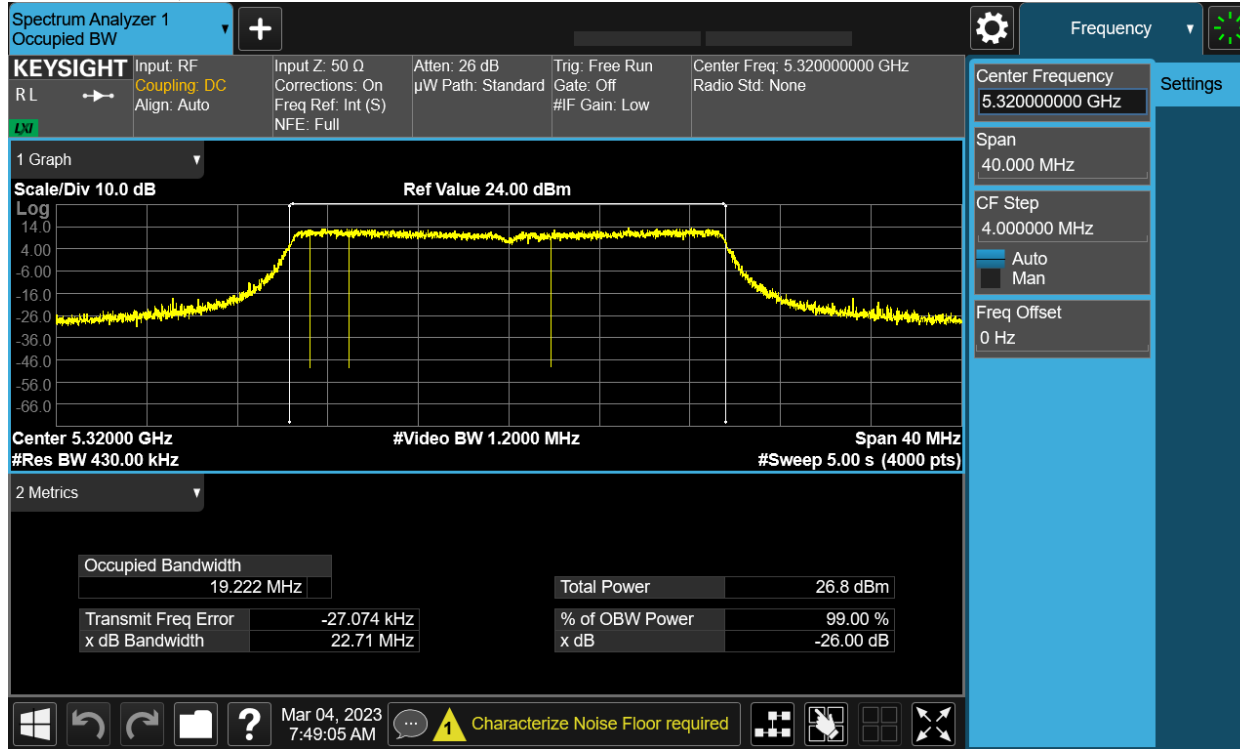 Spectrum Analyzer 1
Occupied BW
+
Frequency
KEYSIGHT
R L
LXI
Input: RF
Coupling: DC
Align: Auto
Input Z: 50 Ω
Corrections: On
Freq Ref: Int (S)
NFE: Full
Atten: 26 dB
µW Path: Standard
Trig: Free Run
Gate: Off
#IF Gain: Low
Center Freq: 5.320000000 GHz
Radio Std: None
Center Frequency
5.320000000 GHz
Settings
Span
40.000 MHz
CF Step
4.000000 MHz
Auto
Man
Freq Offset
0 Hz
1 Graph
Scale/Div 10.0 dB
Ref Value 24.00 dBm
Log
14.0
4.00
-6.00
-16.0
-26.0
-36.0
-46.0
-56.0
-66.0
Center 5.32000 GHz
#Video BW 1.2000 MHz
Span 40 MHz
#Res BW 430.00 kHz
#Sweep 5.00 s (4000 pts)
2 Metrics
Occupied Bandwidth
19.222 MHz
Total Power 26.8 dBm
Transmit Freq Error -27.074 kHz
% of OBW Power 99.00 %
x dB Bandwidth 22.71 MHz
x dB -26.00 dB
?
Mar 04, 2023
7:49:05 AM
1
Characterize Noise Floor required